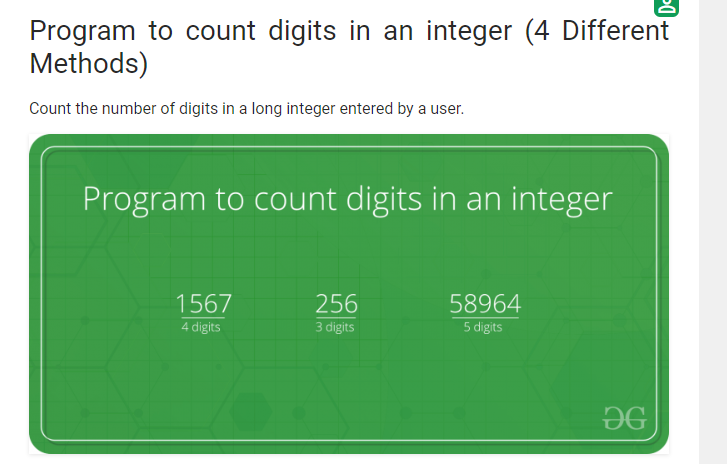 Program to count digits in an integer (4 Different
Methods)
Count the number of digits in a long integer entered by a user.
Program to count digits in an integer
1567 256 58964
4 digits 3 digits 5 digits
GG